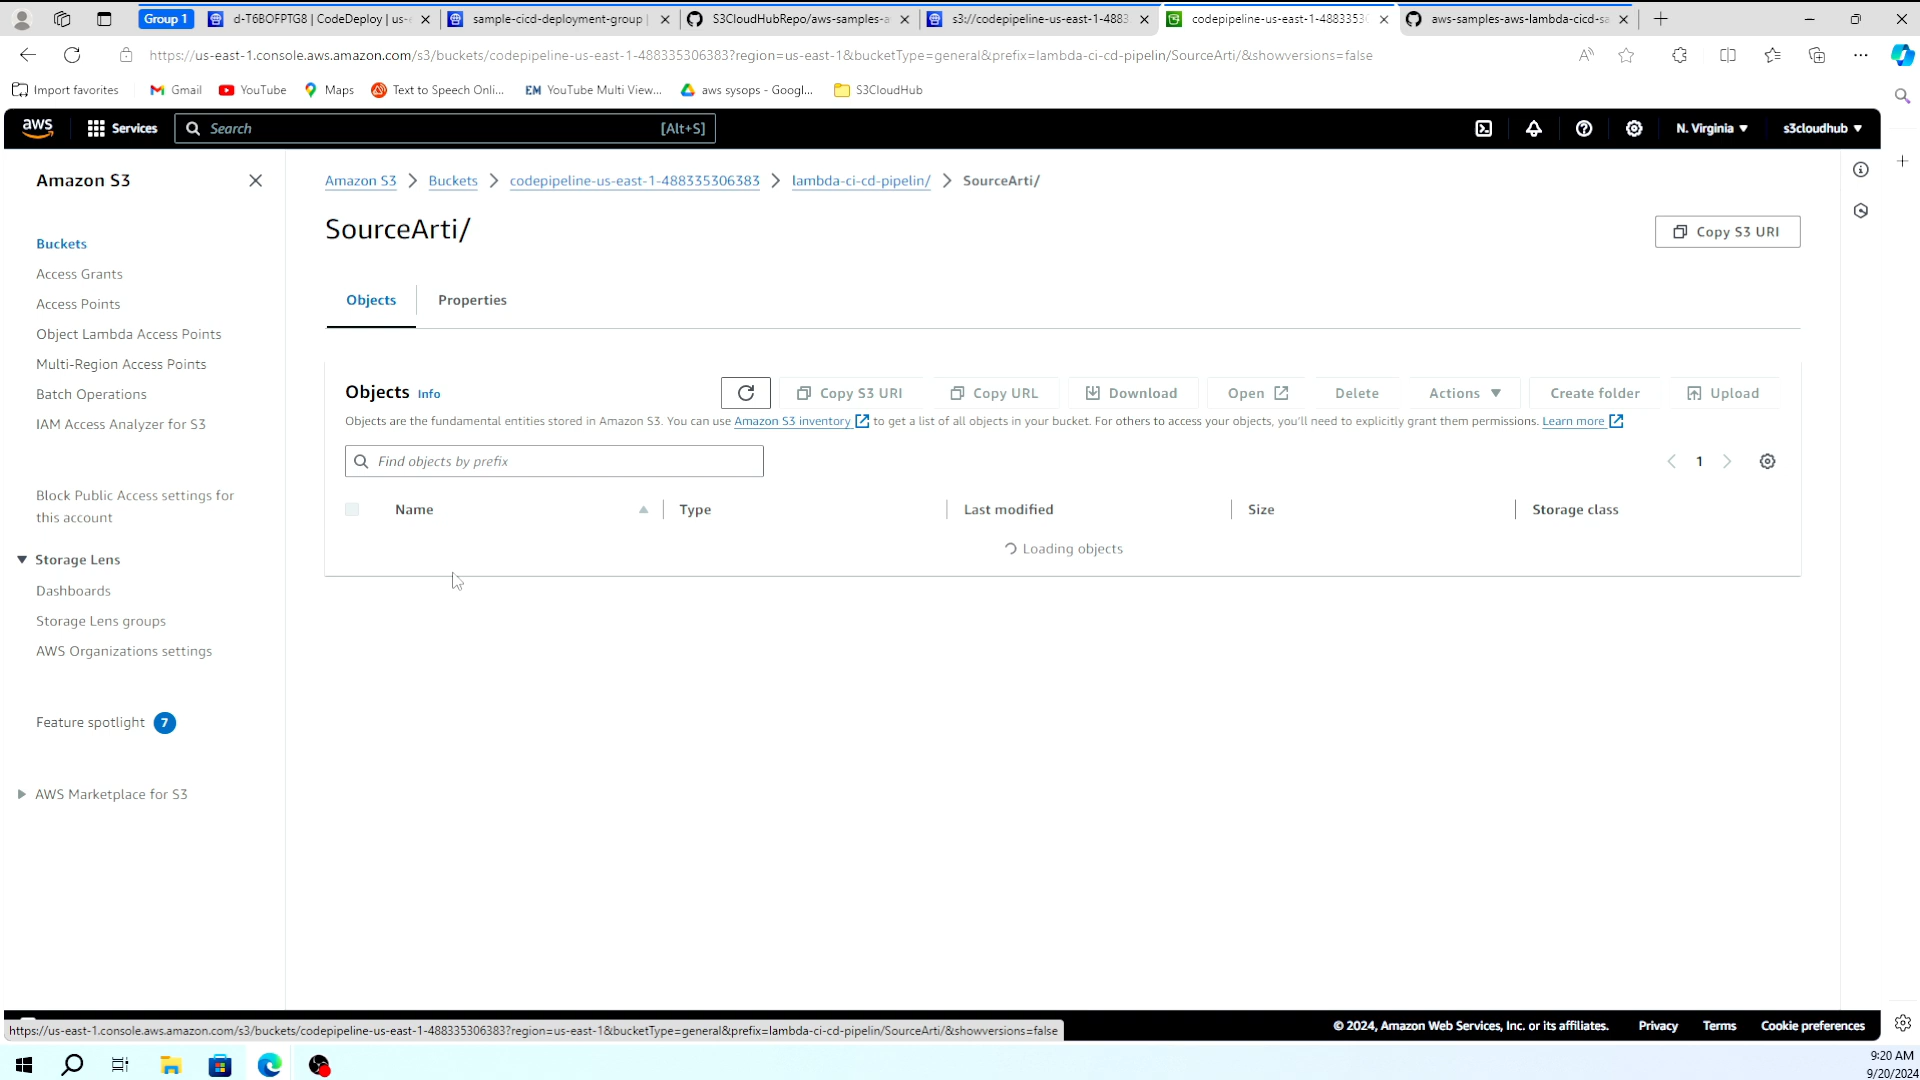 Group 1
d-T6BOFPTG8 | CodeDeploy | us-
sample-cicd-deployment-group
S3CloudHubRepo/aws-samples-a
s3://codepipeline-us-east-1-4883
codepipeline-us-east-1-4883353
aws-samples-aws-lambda-cicd-sa
https://us-east-1.console.aws.amazon.com/s3/buckets/codepipeline-us-east-1-488335306383?region=us-east-1&bucketType=general&prefix=lambda-ci-cd-pipelin/SourceArti/&showversions=false
Import favorites
Gmail
YouTube
Maps
Text to Speech Onli...
EM YouTube Multi View...
aws sysops - Googl...
S3CloudHub
aws
Services
Search
[Alt+S]
N. Virginia
s3cloudhub
Amazon S3
Buckets
Access Grants
Access Points
Object Lambda Access Points
Multi-Region Access Points
Batch Operations
IAM Access Analyzer for S3
Block Public Access settings for
this account
Storage Lens
Dashboards
Storage Lens groups
AWS Organizations settings
Feature spotlight 7
AWS Marketplace for S3
Amazon S3 > Buckets > codepipeline-us-east-1-488335306383 > lambda-ci-cd-pipelin/ > SourceArti/
SourceArti/
Copy S3 URI
Objects
Properties
Objects Info
Copy S3 URI
Copy URL
Download
Open
Delete
Actions
Create folder
Upload
Objects are the fundamental entities stored in Amazon S3. You can use Amazon S3 inventory to get a list of all objects in your bucket. For others to access your objects, you'll need to explicitly grant them permissions. Learn more
Find objects by prefix
1
Name
Type
Last modified
Size
Storage class
Loading objects
https://us-east-1.console.aws.amazon.com/s3/buckets/codepipeline-us-east-1-488335306383?region=us-east-1&bucketType=general&prefix=lambda-ci-cd-pipelin/SourceArti/&showversions=false
© 2024, Amazon Web Services, Inc. or its affiliates.
Privacy
Terms
Cookie preferences
9:20 AM
9/20/2024